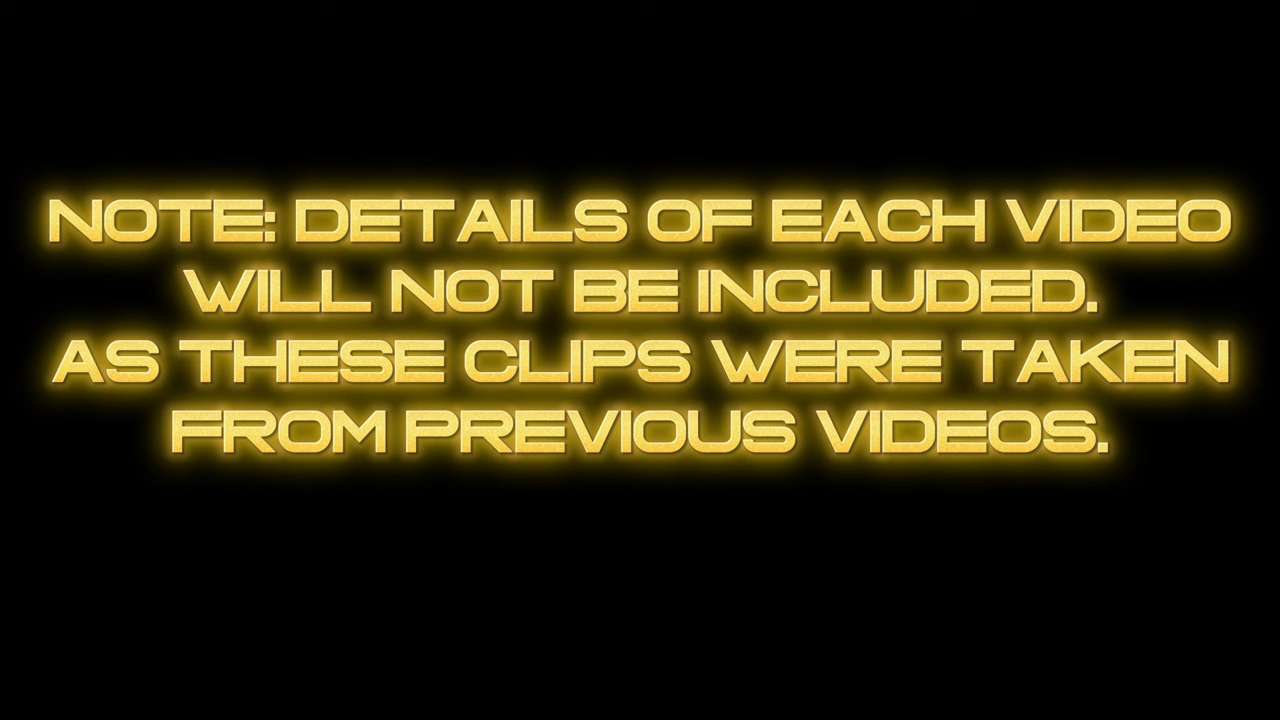 NOTE: DETAILS OF EACH VIDEO
WILL NOT BE INCLUDED.
AS THESE CLIPS WERE TAKEN
FROM PREVIOUS VIDEOS.